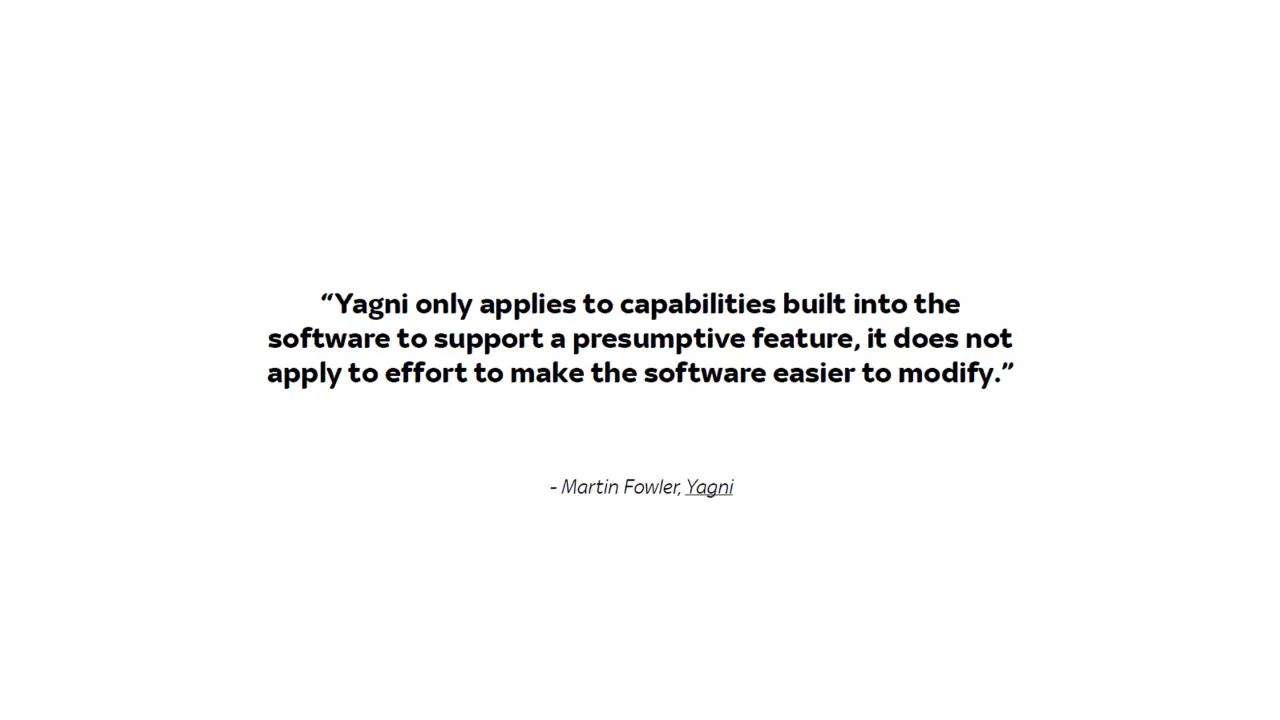 “Yagni only applies to capabilities built into the
software to support a presumptive feature, it does not
apply to effort to make the software easier to modify.”
- Martin Fowler, Yagni